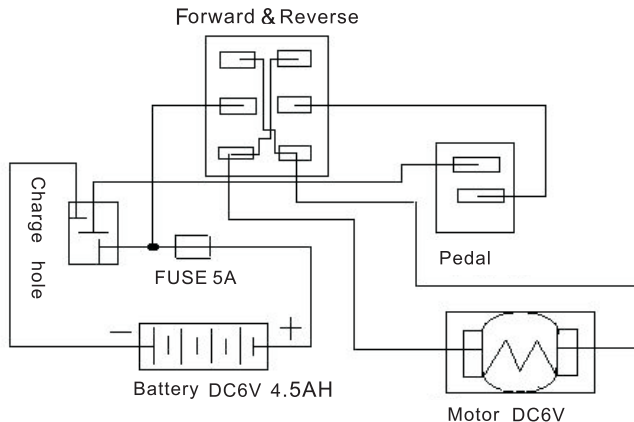 Forward & Reverse
Charge hole
Pedal
FUSE 5A
Battery DC6V 4.5AH
Motor DC6V